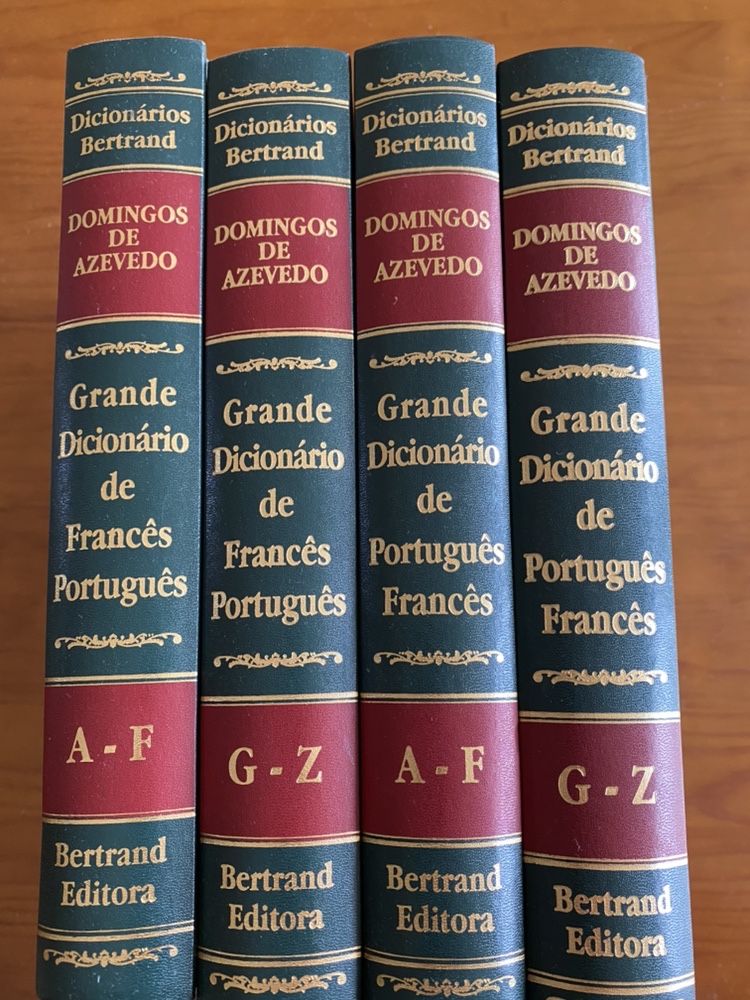 Dicionários
Bertrand
DOMINGOS
DE
AZEVEDO
Grande
Dicionário
de
Francês
Português
A - F
Bertrand
Editora
Dicionários
Bertrand
DOMINGOS
DE
AZEVEDO
Grande
Dicionário
de
Francês
Português
G - Z
Bertrand
Editora
Dicionários
Bertrand
DOMINGOS
DE
AZEVEDO
Grande
Dicionário
de
Português
Francês
A - F
Bertrand
Editora
Dicionários
Bertrand
DOMINGOS
DE
AZEVEDO
Grande
Dicionário
de
Português
Francês
G - Z
Bertrand
Editora